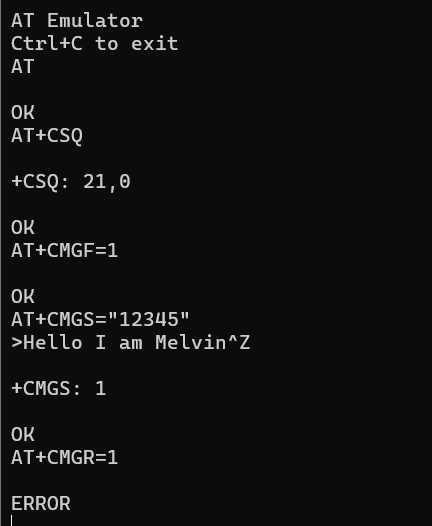 AT Emulator
Ctrl+C to exit
AT
OK
AT+CSQ
+CSQ: 21,0
OK
AT+CMGF=1
OK
AT+CMGS="12345"
>Hello I am Melvin^Z
+CMGS: 1
OK
AT+CMGR=1
ERROR